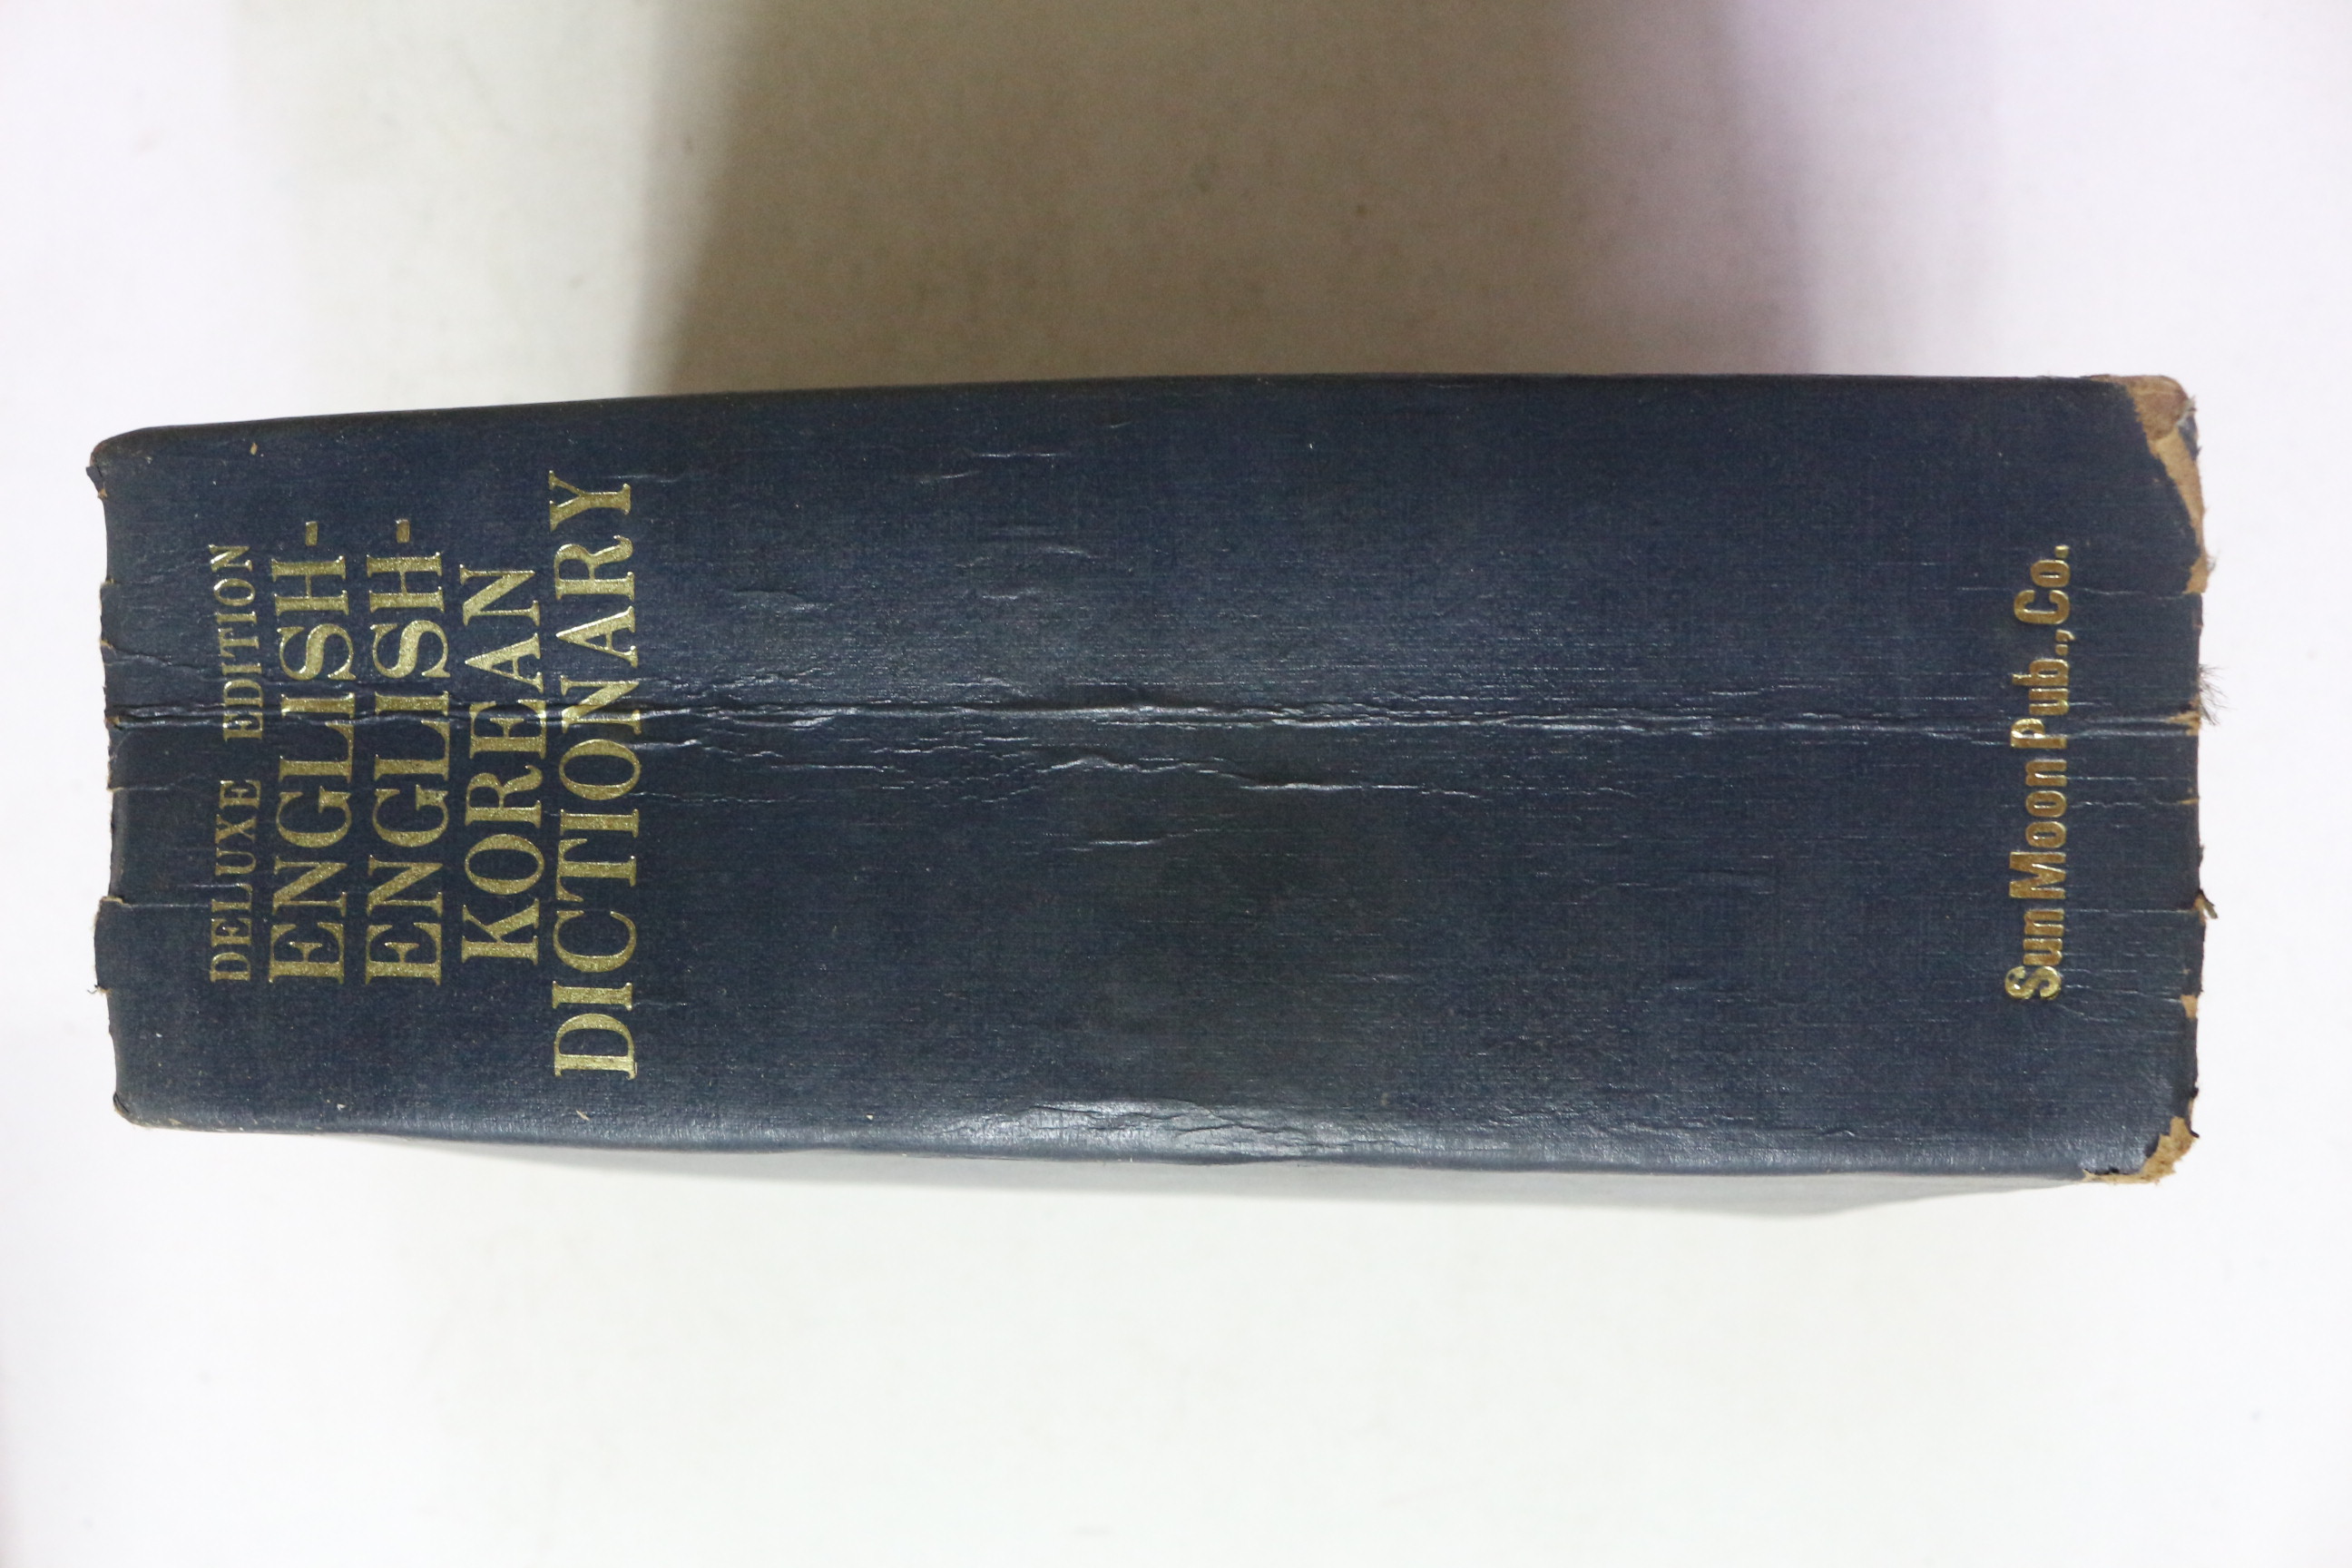 DELUXE EDITION
ENGLISH-
ENGLISH-
KOREAN
DICTIONARY
Sun Moon Pub., Co.